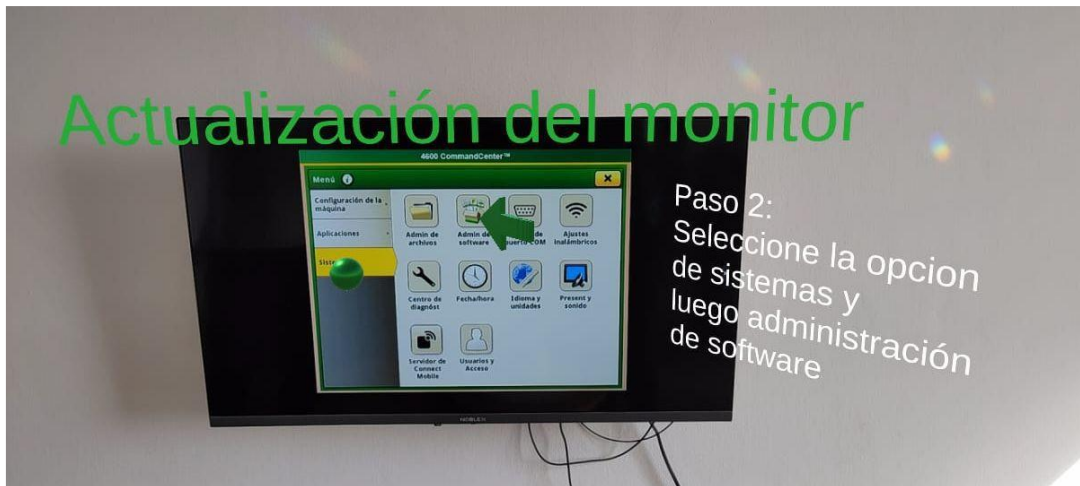 Actualización del monitor
4600 CommandCenter™
Menú i
Configuración de la
máquina
Aplicaciones
Admin de
archivos
Admin de
software
puerto COM
Ajustes
inalámbricos
Paso 2:
Seleccione la opcion
de sistemas y
luego administración
de software
Centro de
diagnóst
Fecha/hora
Idioma y
unidades
Present y
sonido
Servidor de
Connect
Mobile
Usuarios y
Acceso
NOBLEX